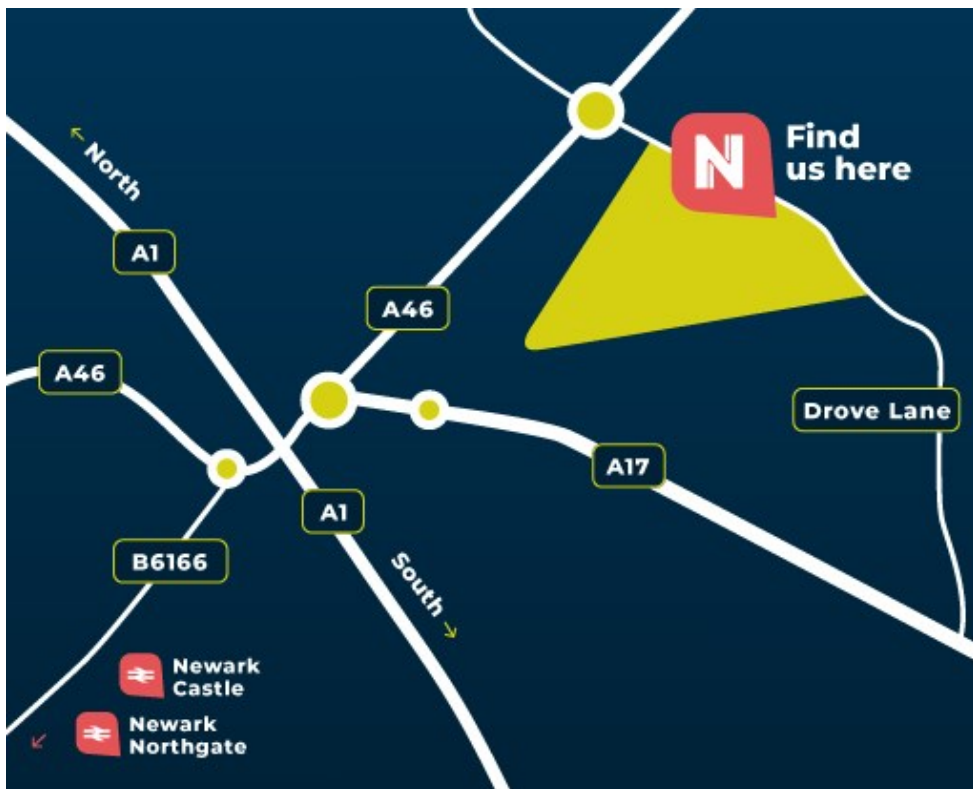 Find
us here
N
North
A1
A46
A46
Drove Lane
A17
A1
B6166
South
Newark
Castle
Newark
Northgate